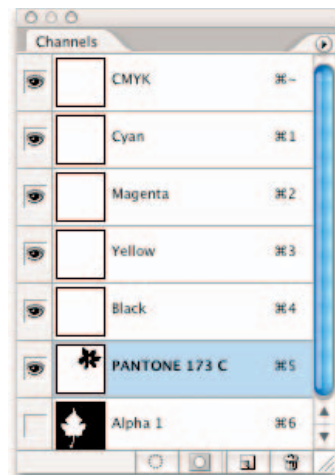 Channels
CMYK ⌘~
Cyan ⌘1
Magenta ⌘2
Yellow ⌘3
Black ⌘4
PANTONE 173 C ⌘5
Alpha 1 ⌘6